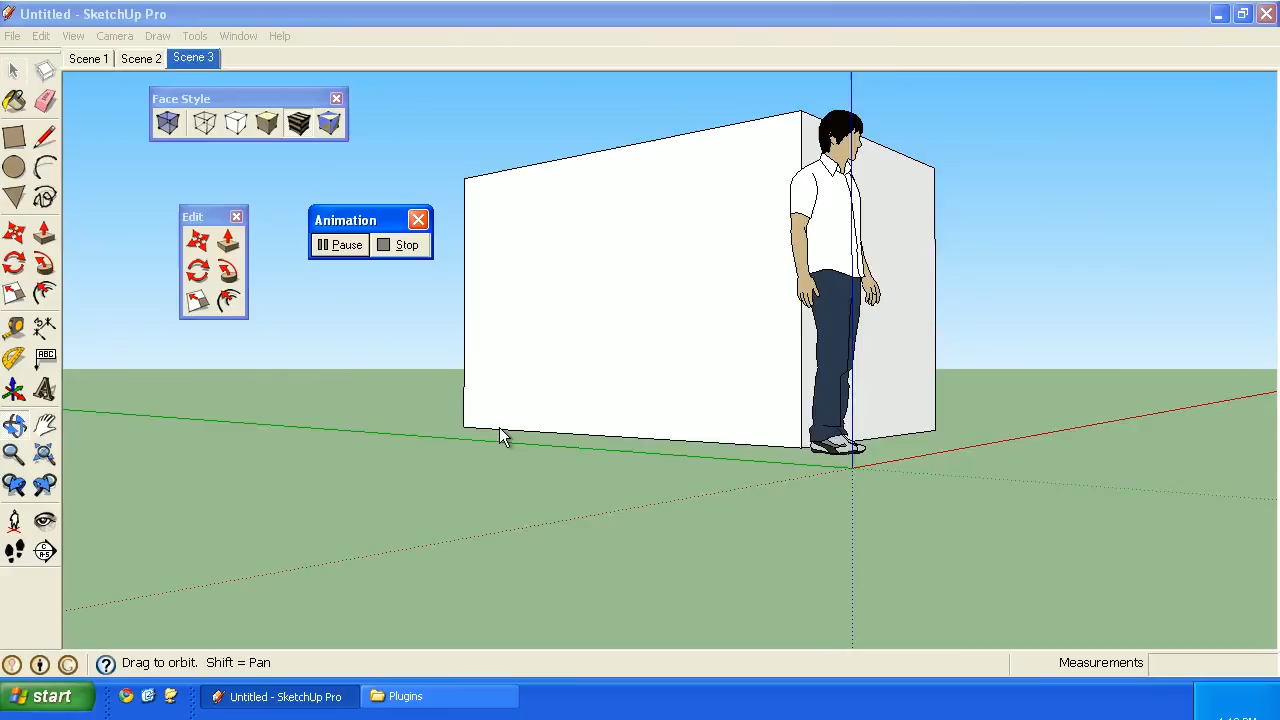 Untitled - SketchUp Pro
File Edit View Camera Draw Tools Window Help
Scene 1 Scene 2 Scene 3
Face Style
Edit
Animation
Pause Stop
ABC
A
C
A-5
Drag to orbit. Shift = Pan
Measurements
start
Untitled - SketchUp Pro
Plugins